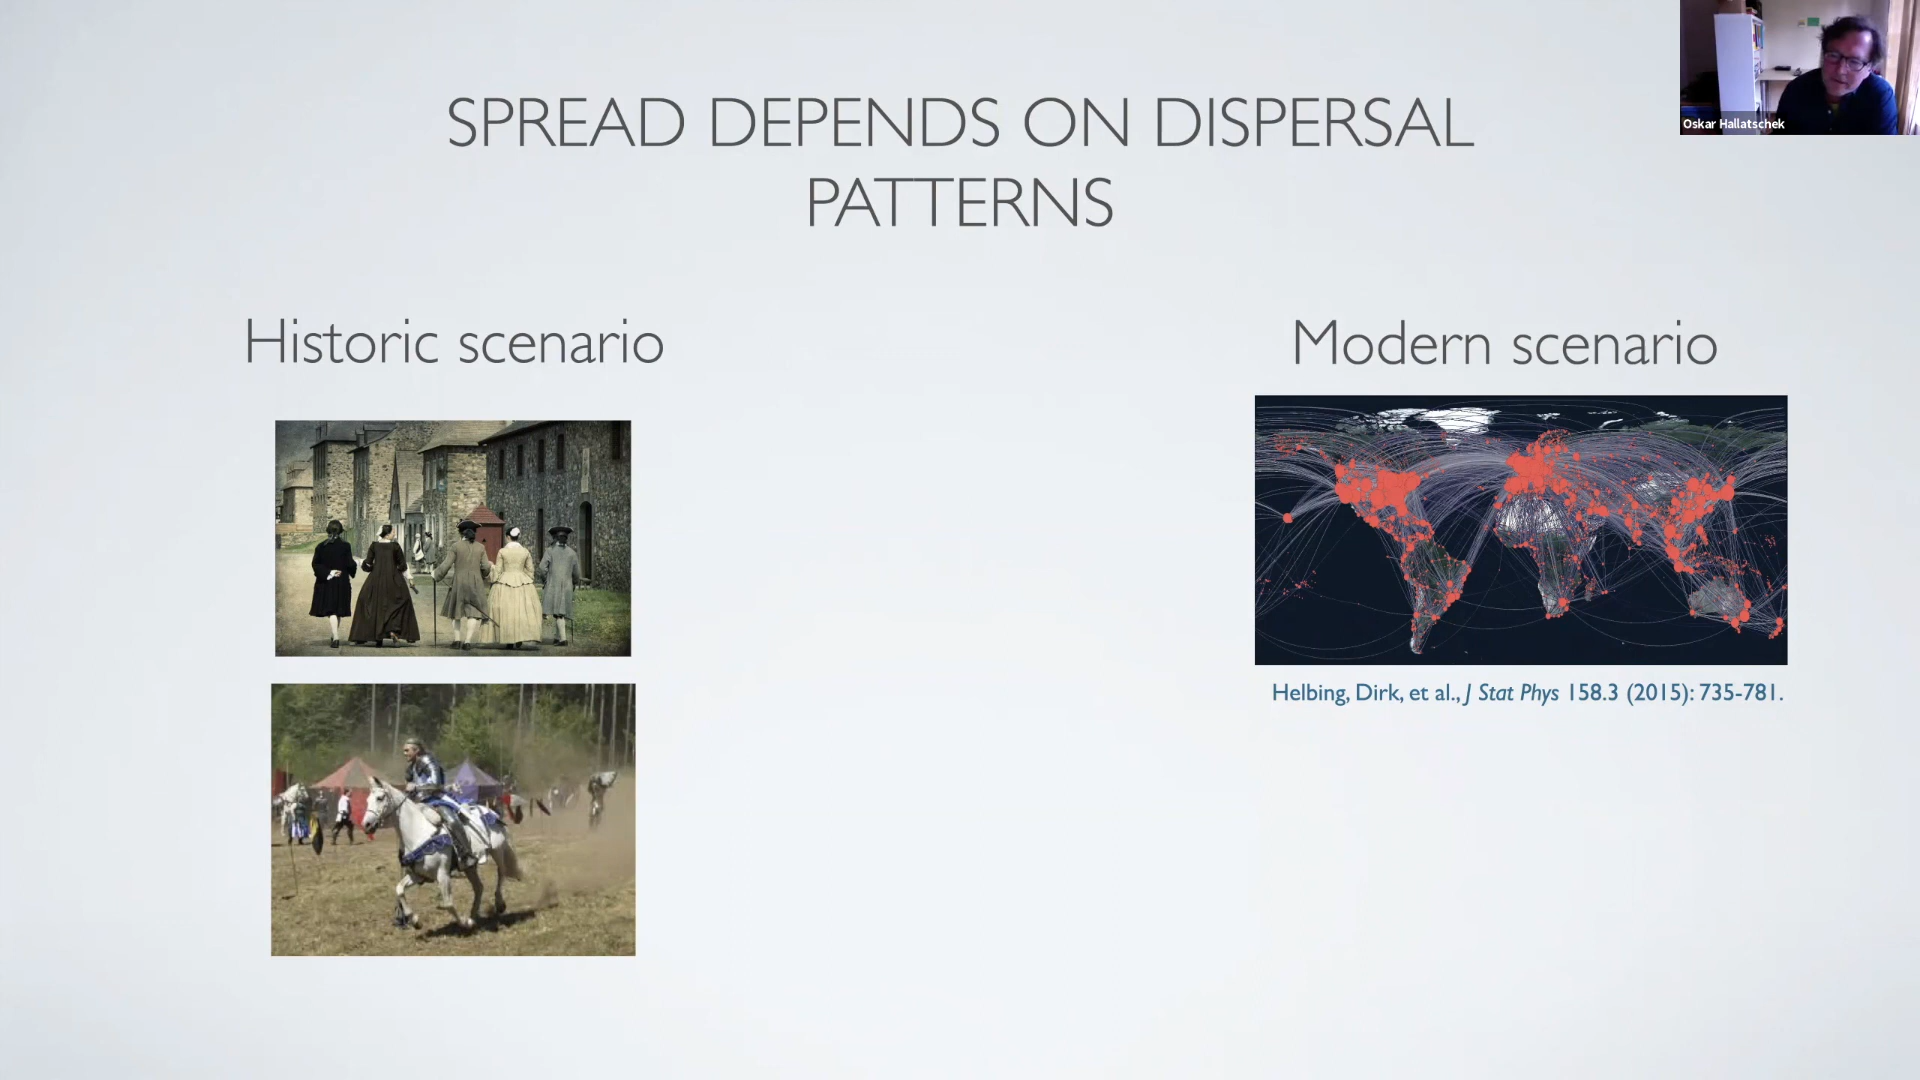 SPREAD DEPENDS ON DISPERSAL
PATTERNS
Oskar Hallatschek
Historic scenario
Modern scenario
Helbing, Dirk, et al., J Stat Phys 158.3 (2015): 735-781.